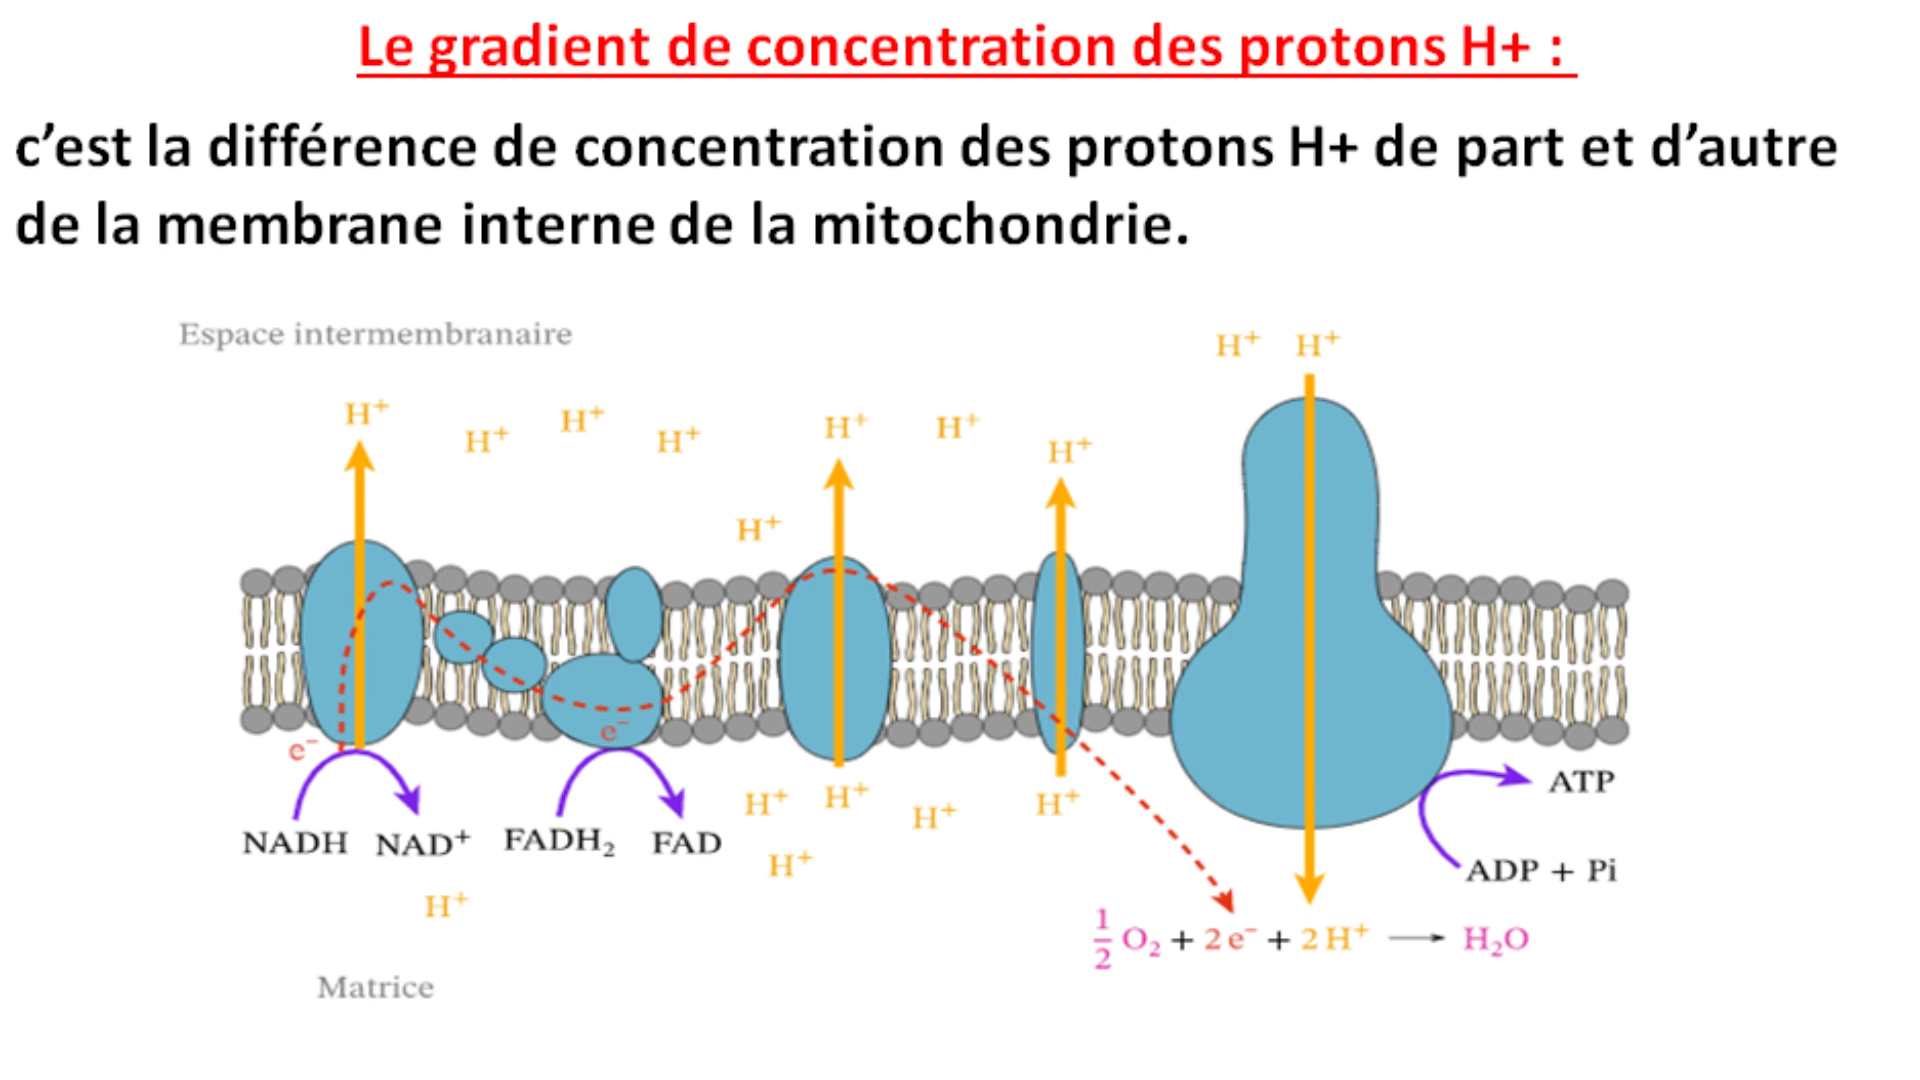 Le gradient de concentration des protons H+ :
c’est la différence de concentration des protons H+ de part et d’autre
de la membrane interne de la mitochondrie.
Espace intermembranaire
H⁺ H⁺
H⁺ H⁺ H⁺ H⁺ H⁺ H⁺ H⁺
H⁺
e⁻ e⁻
H⁺ H⁺ H⁺ H⁺
ATP
NADH NAD⁺ FADH₂ FAD
H⁺
ADP + Pi
H⁺
½ O₂ + 2 e⁻ + 2 H⁺ ⟶ H₂O
Matrice